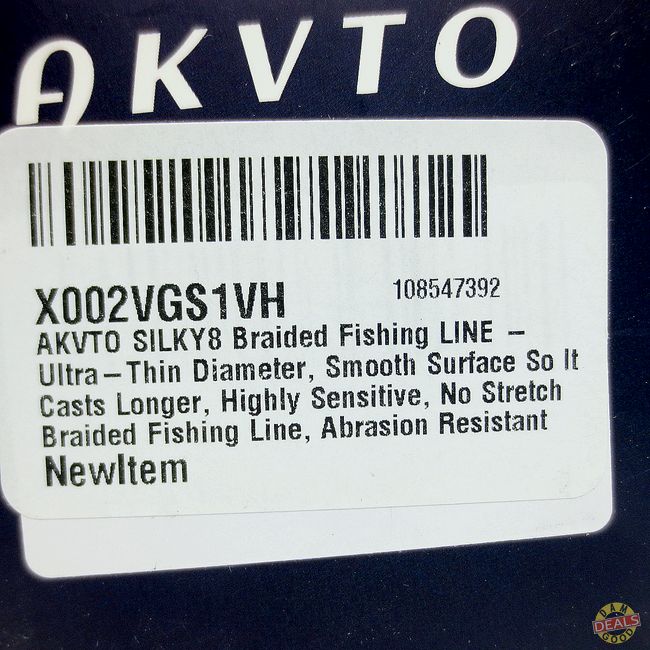 AKVTO
X002VGS1VH 108547392
AKVTO SILKY8 Braided Fishing LINE –
Ultra–Thin Diameter, Smooth Surface So It
Casts Longer, Highly Sensitive, No Stretch
Braided Fishing Line, Abrasion Resistant
NewItem
DAM
DEALS
GOOD